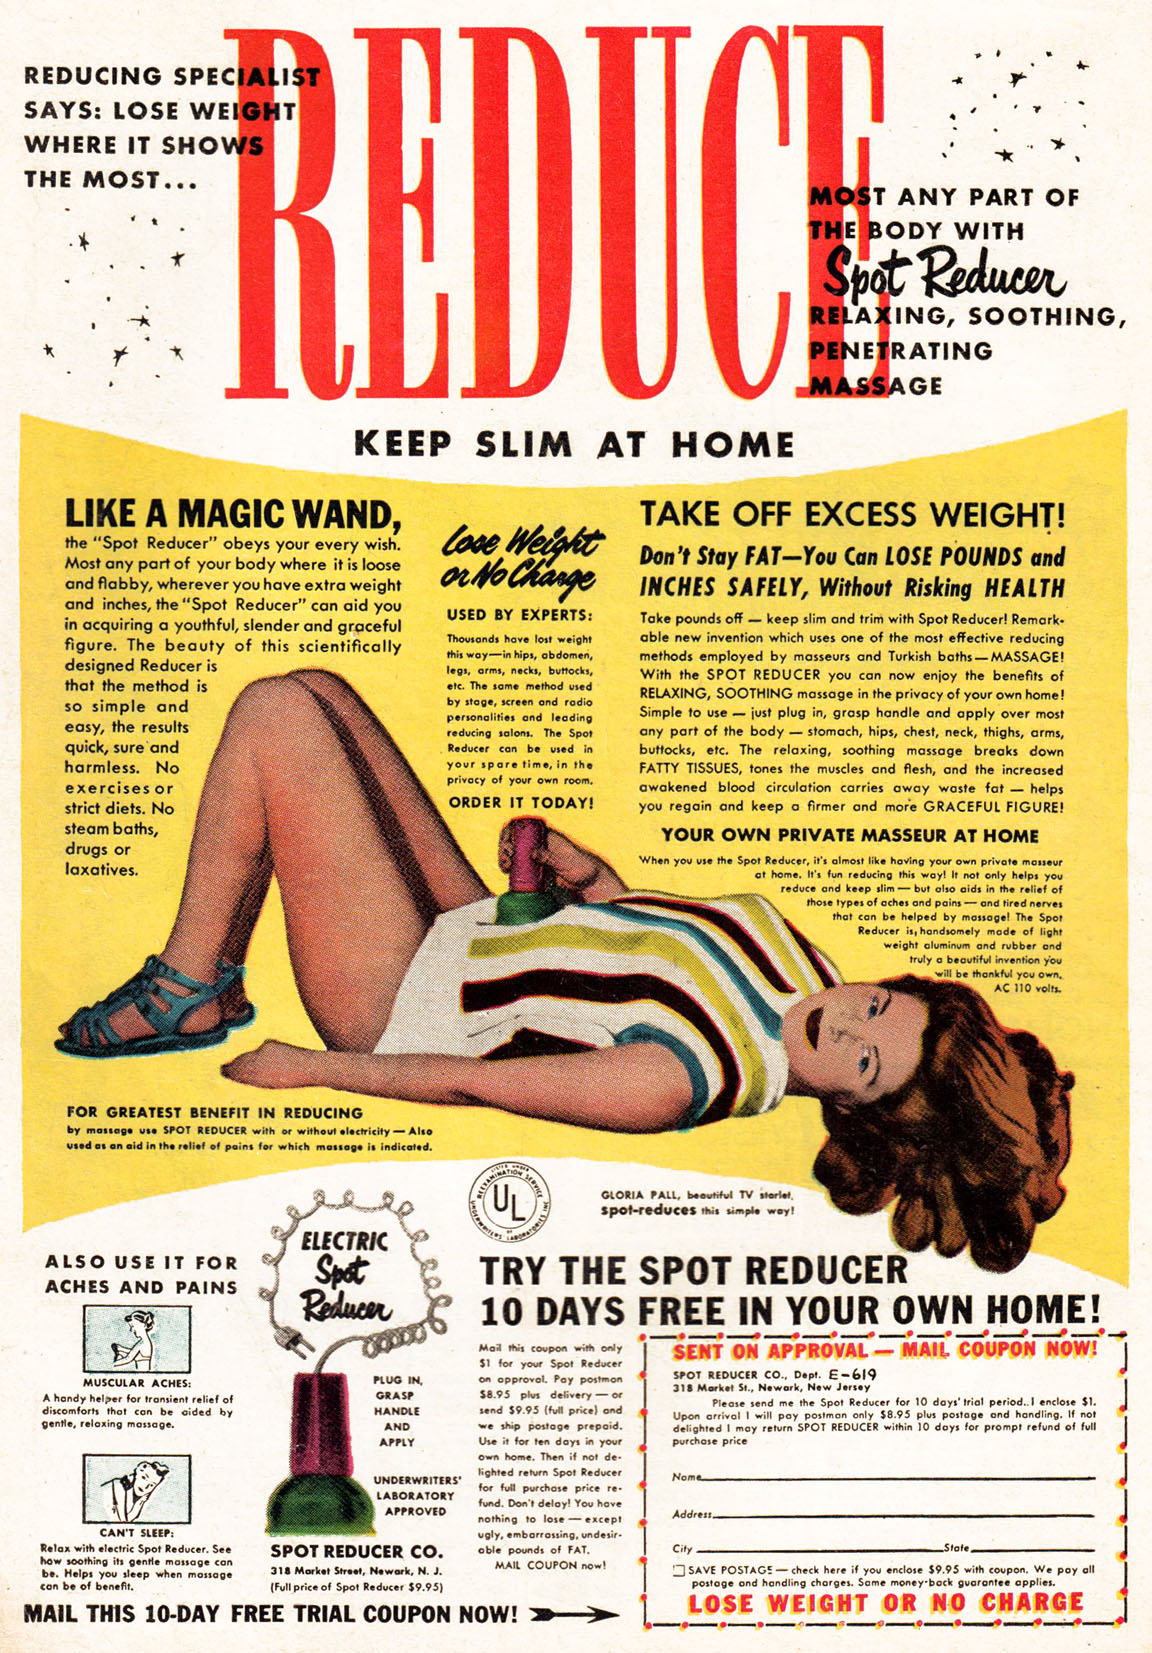 REDUCE
REDUCING SPECIALIST
SAYS: LOSE WEIGHT
WHERE IT SHOWS
THE MOST...
MOST ANY PART OF
THE BODY WITH
Spot Reducer
RELAXING, SOOTHING,
PENETRATING
MASSAGE
KEEP SLIM AT HOME
LIKE A MAGIC WAND,
the "Spot Reducer" obeys your every wish.
Most any part of your body where it is loose
and flabby, wherever you have extra weight
and inches, the "Spot Reducer" can aid you
in acquiring a youthful, slender and graceful
figure. The beauty of this scientifically
designed Reducer is
that the method is
so simple and
easy, the results
quick, sure and
harmless. No
exercises or
strict diets. No
steam baths,
drugs or
laxatives.
Lose Weight
or No Charge
USED BY EXPERTS:
Thousands have lost weight
this way—in hips, abdomen,
legs, arms, necks, buttocks,
etc. The same method used
by stage, screen and radio
personalities and leading
reducing salons. The Spot
Reducer can be used in
your spare time, in the
privacy of your own room.
ORDER IT TODAY!
TAKE OFF EXCESS WEIGHT!
Don't Stay FAT—You Can LOSE POUNDS and
INCHES SAFELY, Without Risking HEALTH
Take pounds off — keep slim and trim with Spot Reducer! Remark-
able new invention which uses one of the most effective reducing
methods employed by masseurs and Turkish baths—MASSAGE!
With the SPOT REDUCER you can now enjoy the benefits of
RELAXING, SOOTHING massage in the privacy of your own home!
Simple to use — just plug in, grasp handle and apply over most
any part of the body — stomach, hips, chest, neck, thighs, arms,
buttocks, etc. The relaxing, soothing massage breaks down
FATTY TISSUES, tones the muscles and flesh, and the increased
awakened blood circulation carries away waste fat — helps
you regain and keep a firmer and more GRACEFUL FIGURE!
YOUR OWN PRIVATE MASSEUR AT HOME
When you use the Spot Reducer, it's almost like having your own private masseur
at home. It's fun reducing this way! It not only helps you
reduce and keep slim — but also aids in the relief of
those types of aches and pains — and tired nerves
that can be helped by massage! The Spot
Reducer is handsomely made of light
weight aluminum and rubber and
truly a beautiful invention you
will be thankful you own.
AC 110 volts.
FOR GREATEST BENEFIT IN REDUCING
by massage use SPOT REDUCER with or without electricity — Also
used as an aid in the relief of pains for which massage is indicated.
LISTED UNDER
REEXAMINATION SERVICE
UL
OF
UNDERWRITERS' LABORATORIES INC.
GLORIA PALL, beautiful TV starlet,
spot-reduces this simple way!
ALSO USE IT FOR
ACHES AND PAINS
MUSCULAR ACHES:
A handy helper for transient relief of
discomforts that can be aided by
gentle, relaxing massage.
CAN'T SLEEP:
Relax with electric Spot Reducer. See
how soothing its gentle massage can
be. Helps you sleep when massage
can be of benefit.
ELECTRIC
Spot
Reducer
PLUG IN,
GRASP
HANDLE
AND
APPLY
UNDERWRITERS'
LABORATORY
APPROVED
SPOT REDUCER CO.
318 Market Street, Newark, N. J.
(Full price of Spot Reducer $9.95)
TRY THE SPOT REDUCER
10 DAYS FREE IN YOUR OWN HOME!
Mail this coupon with only
$1 for your Spot Reducer
on approval. Pay postman
$8.95 plus delivery — or
send $9.95 (full price) and
we ship postage prepaid.
Use it for ten days in your
own home. Then if not de-
lighted return Spot Reducer
for full purchase price re-
fund. Don't delay! You have
nothing to lose — except
ugly, embarrassing, undesir-
able pounds of FAT.
MAIL COUPON now!
SENT ON APPROVAL — MAIL COUPON NOW!
SPOT REDUCER CO., Dept. E-619
318 Market St., Newark, New Jersey
Please send me the Spot Reducer for 10 days' trial period. I enclose $1.
Upon arrival I will pay postman only $8.95 plus postage and handling. If not
delighted I may return SPOT REDUCER within 10 days for prompt refund of full
purchase price
Name
Address
City State
SAVE POSTAGE — check here if you enclose $9.95 with coupon. We pay all
postage and handling charges. Same money-back guarantee applies.
LOSE WEIGHT OR NO CHARGE
MAIL THIS 10-DAY FREE TRIAL COUPON NOW!